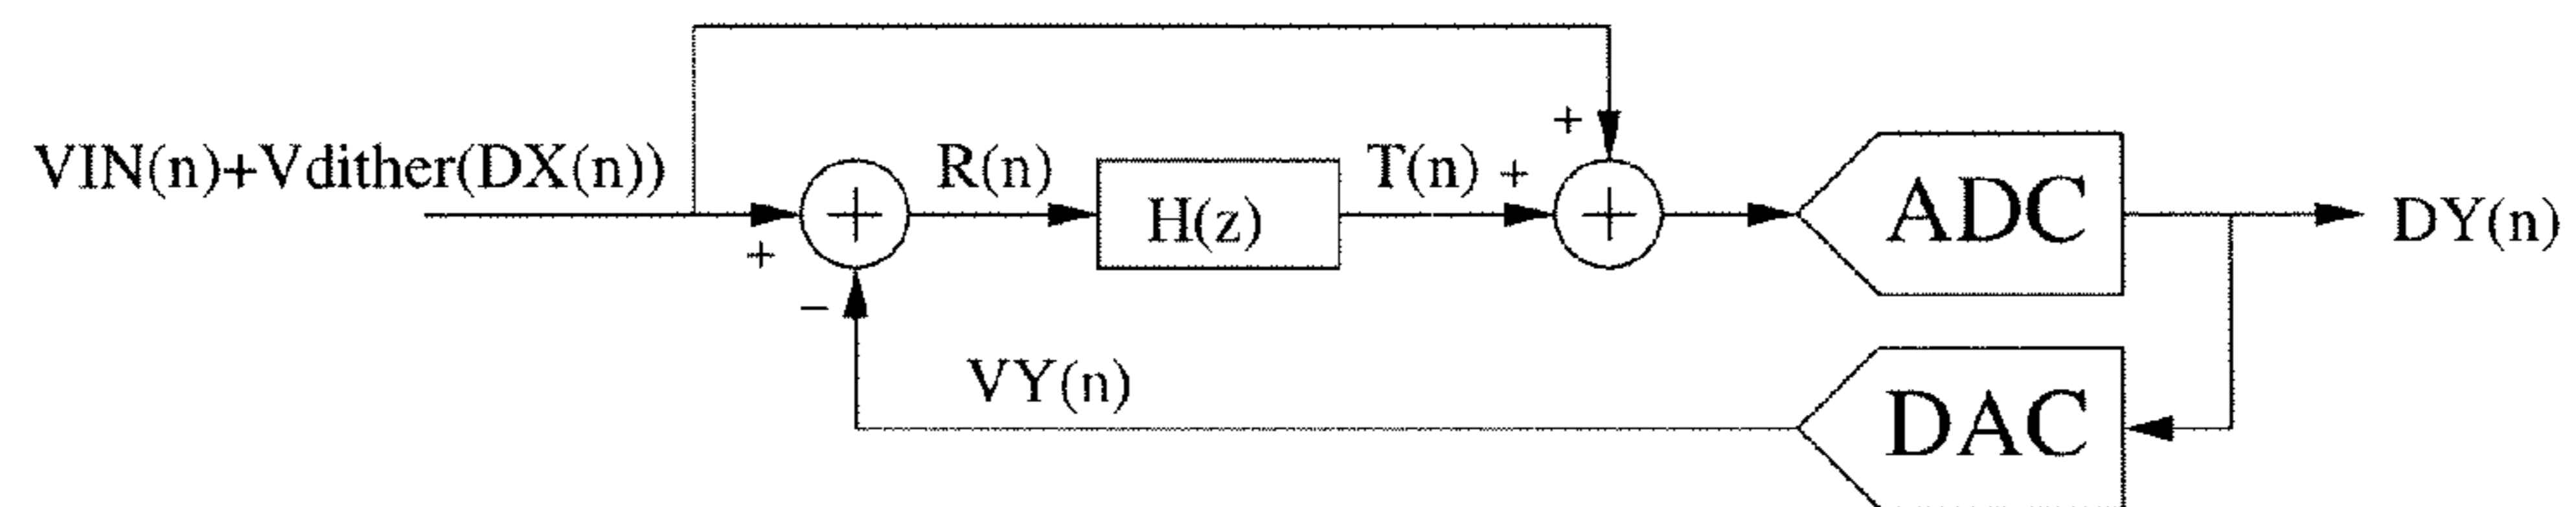 VIN(n)+Vdither(DX(n))
+
−
R(n)
H(z)
T(n)
+
+
ADC
DY(n)
VY(n)
DAC